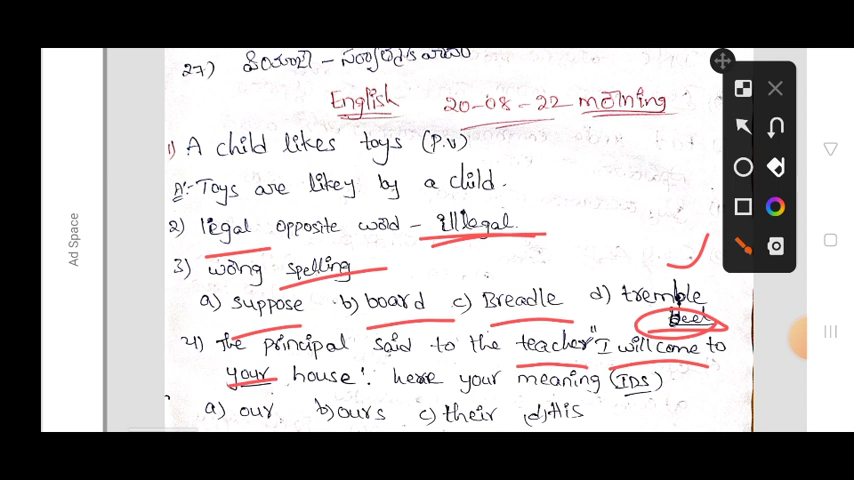 27)
English 20-08-22 morning
1) A child likes toys (P.V)
A:- Toys are likey by a child.
2) legal opposite wold - illegal.
3) wrong spelling
a) suppose b) board c) Breadle d) tremble
4) The principal said to the teacher "I will come to
your house". here your meaning (IDS)
a) our b) ours c) their d) His
Ad Space